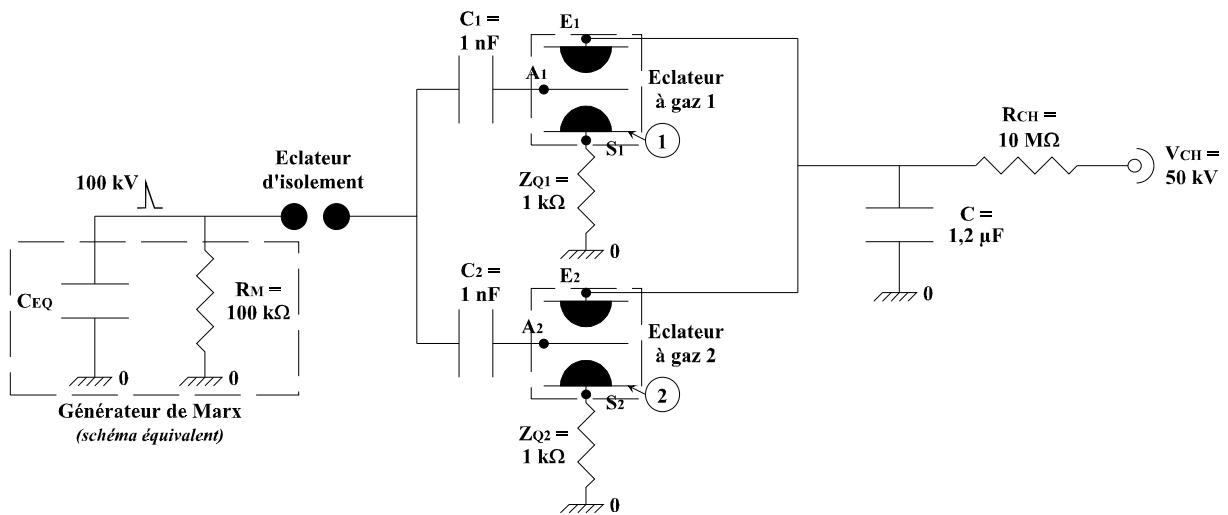 C1 =
1 nF
E1
A1
Eclateur
à gaz 1
1
S1
ZQ1 =
1 kΩ
0
RCH =
10 MΩ
VCH =
50 kV
C =
1,2 µF
0
Eclateur
d'isolement
100 kV
CEQ
RM =
100 kΩ
0
0
Générateur de Marx
(schéma équivalent)
C2 =
1 nF
E2
A2
Eclateur
à gaz 2
2
S2
ZQ2 =
1 kΩ
0